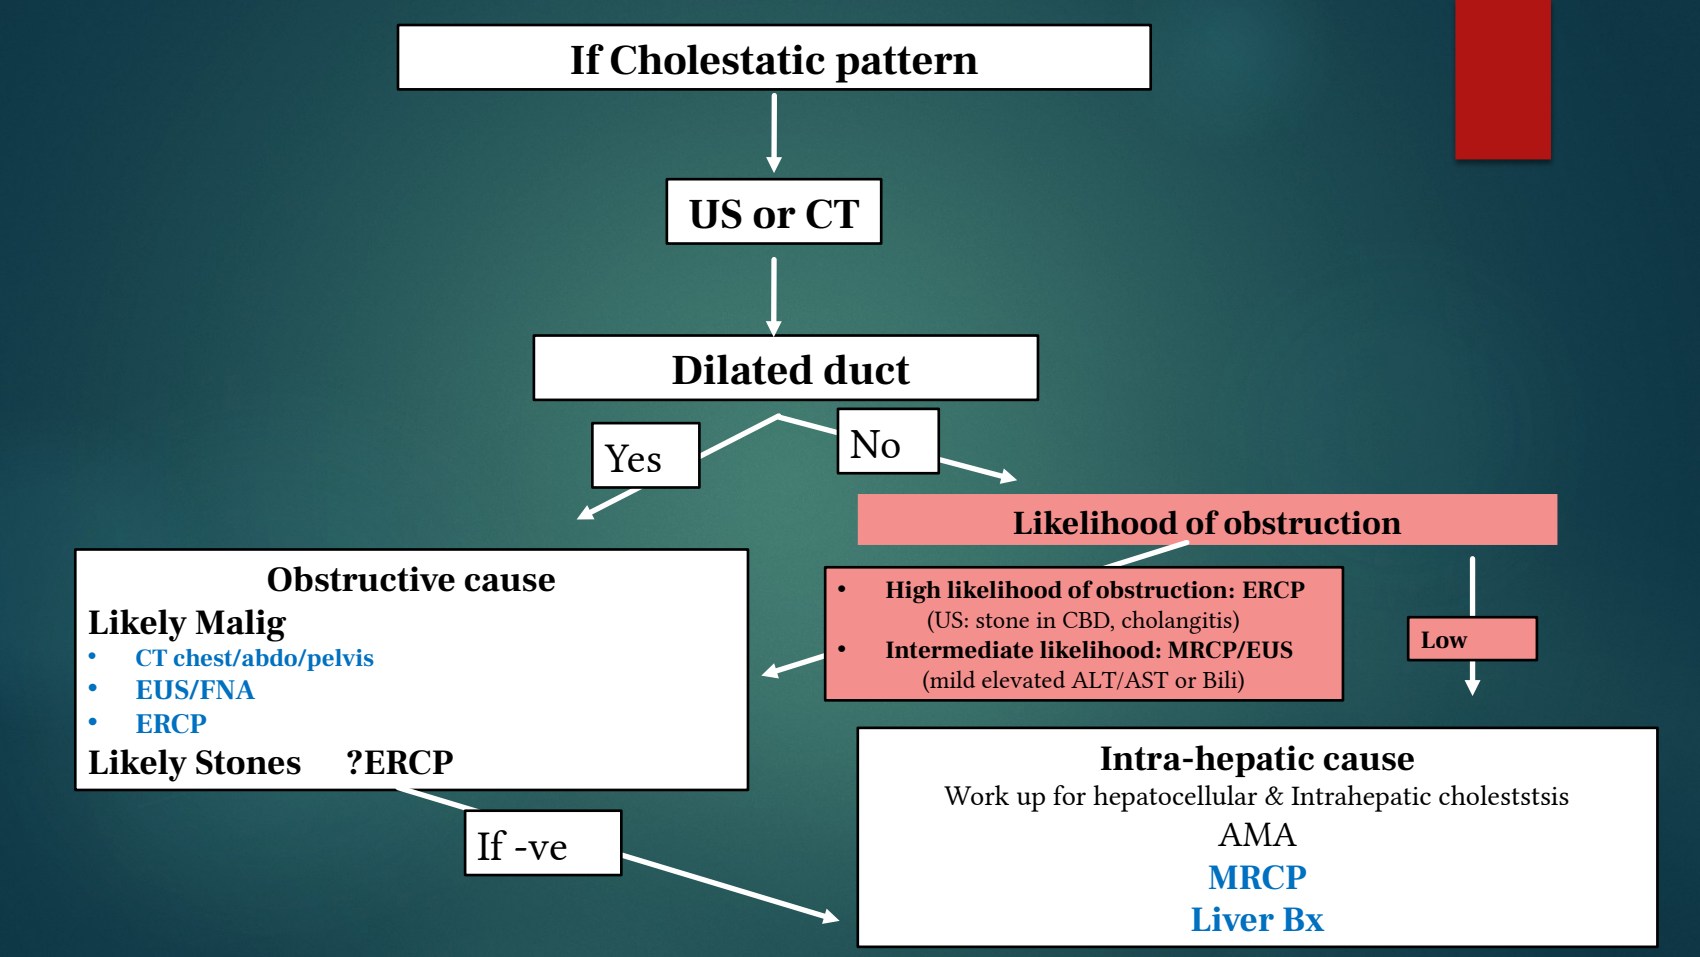 If Cholestatic pattern
US or CT
Dilated duct
Yes
No
Likelihood of obstruction
Obstructive cause
Likely Malig
• CT chest/abdo/pelvis
• EUS/FNA
• ERCP
Likely Stones ?ERCP
• High likelihood of obstruction: ERCP
(US: stone in CBD, cholangitis)
• Intermediate likelihood: MRCP/EUS
(mild elevated ALT/AST or Bili)
Low
If -ve
Intra-hepatic cause
Work up for hepatocellular & Intrahepatic choleststsis
AMA
MRCP
Liver Bx